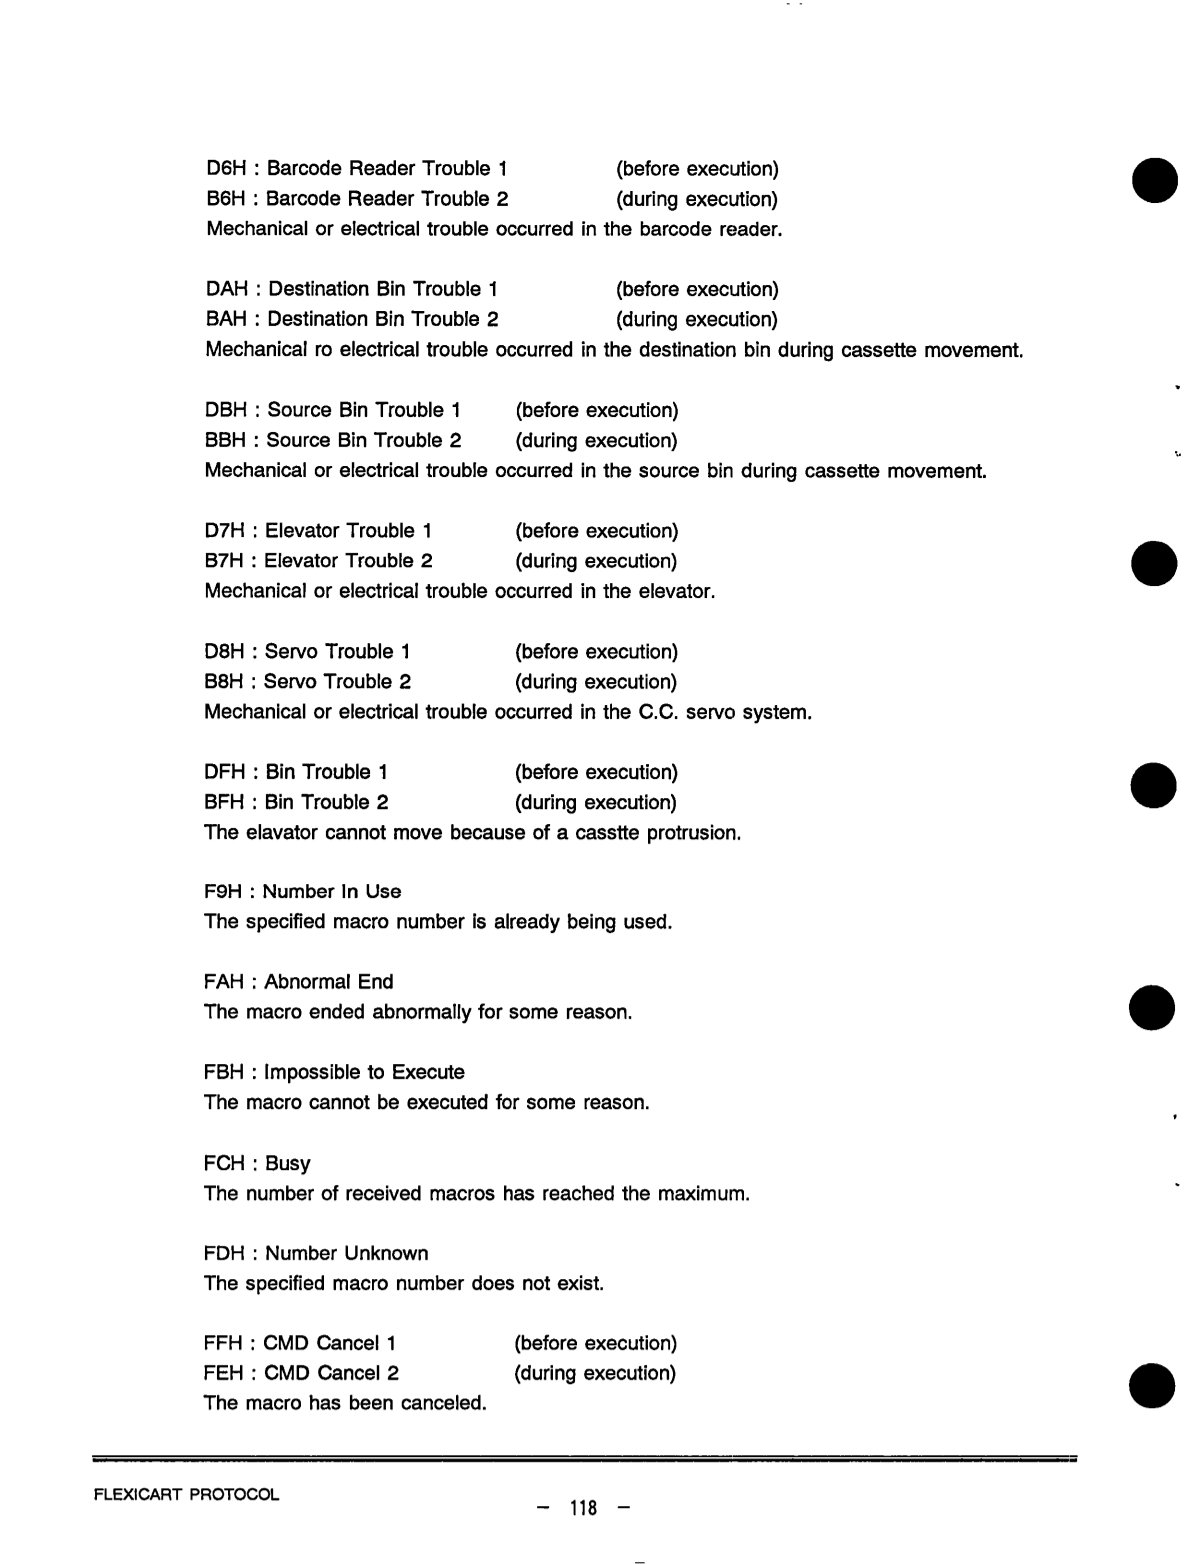 D6H : Barcode Reader Trouble 1 (before execution)
B6H : Barcode Reader Trouble 2 (during execution)
Mechanical or electrical trouble occurred in the barcode reader.
DAH : Destination Bin Trouble 1 (before execution)
BAH : Destination Bin Trouble 2 (during execution)
Mechanical ro electrical trouble occurred in the destination bin during cassette movement.
DBH : Source Bin Trouble 1 (before execution)
BBH : Source Bin Trouble 2 (during execution)
Mechanical or electrical trouble occurred in the source bin during cassette movement.
D7H : Elevator Trouble 1 (before execution)
B7H : Elevator Trouble 2 (during execution)
Mechanical or electrical trouble occurred in the elevator.
D8H : Servo Trouble 1 (before execution)
B8H : Servo Trouble 2 (during execution)
Mechanical or electrical trouble occurred in the C.C. servo system.
DFH : Bin Trouble 1 (before execution)
BFH : Bin Trouble 2 (during execution)
The elavator cannot move because of a casstte protrusion.
F9H : Number In Use
The specified macro number is already being used.
FAH : Abnormal End
The macro ended abnormally for some reason.
FBH : Impossible to Execute
The macro cannot be executed for some reason.
FCH : Busy
The number of received macros has reached the maximum.
FDH : Number Unknown
The specified macro number does not exist.
FFH : CMD Cancel 1 (before execution)
FEH : CMD Cancel 2 (during execution)
The macro has been canceled.
FLEXICART PROTOCOL
- 118 -